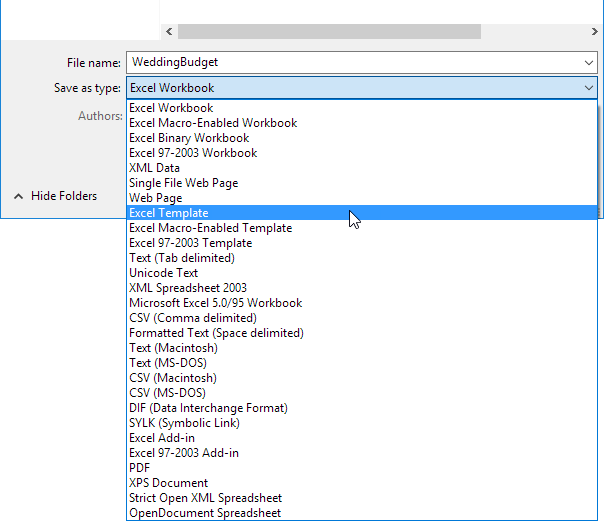 File name: WeddingBudget
Save as type: Excel Workbook
Authors:
Excel Workbook
Excel Macro-Enabled Workbook
Excel Binary Workbook
Excel 97-2003 Workbook
XML Data
Single File Web Page
Web Page
Hide Folders
Excel Template
Excel Macro-Enabled Template
Excel 97-2003 Template
Text (Tab delimited)
Unicode Text
XML Spreadsheet 2003
Microsoft Excel 5.0/95 Workbook
CSV (Comma delimited)
Formatted Text (Space delimited)
Text (Macintosh)
Text (MS-DOS)
CSV (Macintosh)
CSV (MS-DOS)
DIF (Data Interchange Format)
SYLK (Symbolic Link)
Excel Add-in
Excel 97-2003 Add-in
PDF
XPS Document
Strict Open XML Spreadsheet
OpenDocument Spreadsheet